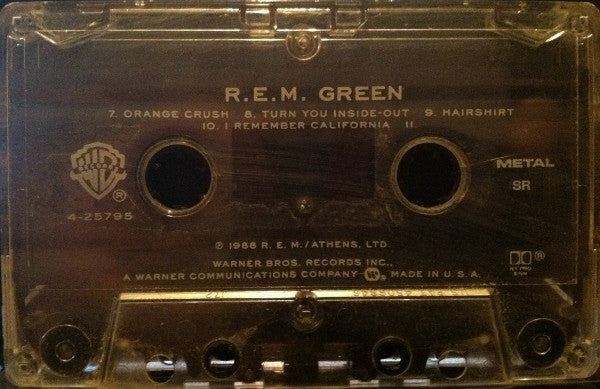 R.E.M. GREEN
7. ORANGE CRUSH 8. TURN YOU INSIDE-OUT 9. HAIRSHIRT
10. I REMEMBER CALIFORNIA 11.
METAL
SR
RECORDS
®
4-25795
℗ 1988 R. E. M./ATHENS, LTD.
WARNER BROS. RECORDS INC.,
A WARNER COMMUNICATIONS COMPANY MADE IN U.S.A.
®